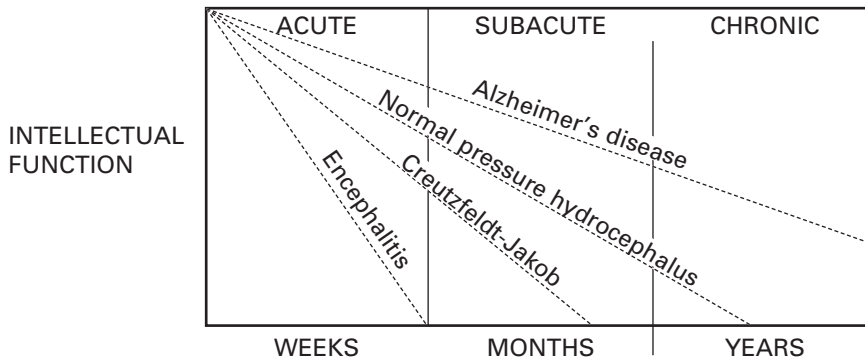 ACUTE
SUBACUTE
CHRONIC
INTELLECTUAL
FUNCTION
Alzheimer's disease
Normal pressure hydrocephalus
Creutzfeldt-Jakob
Encephalitis
WEEKS
MONTHS
YEARS